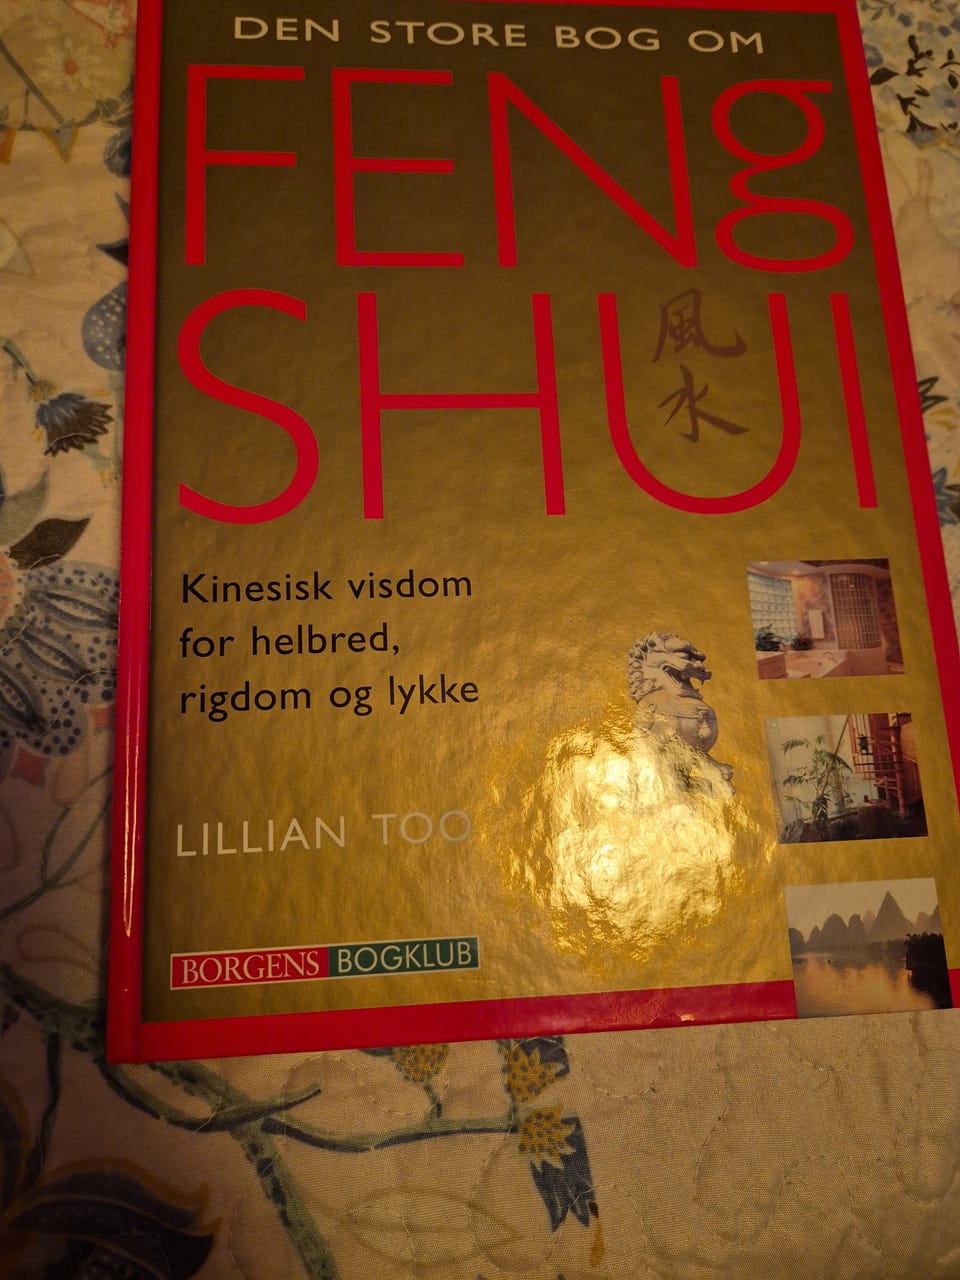 DEN STORE BOG OM
FENg
SHUI
風
水
Kinesisk visdom
for helbred,
rigdom og lykke
LILLIAN TOO
BORGENS BOGKLUB